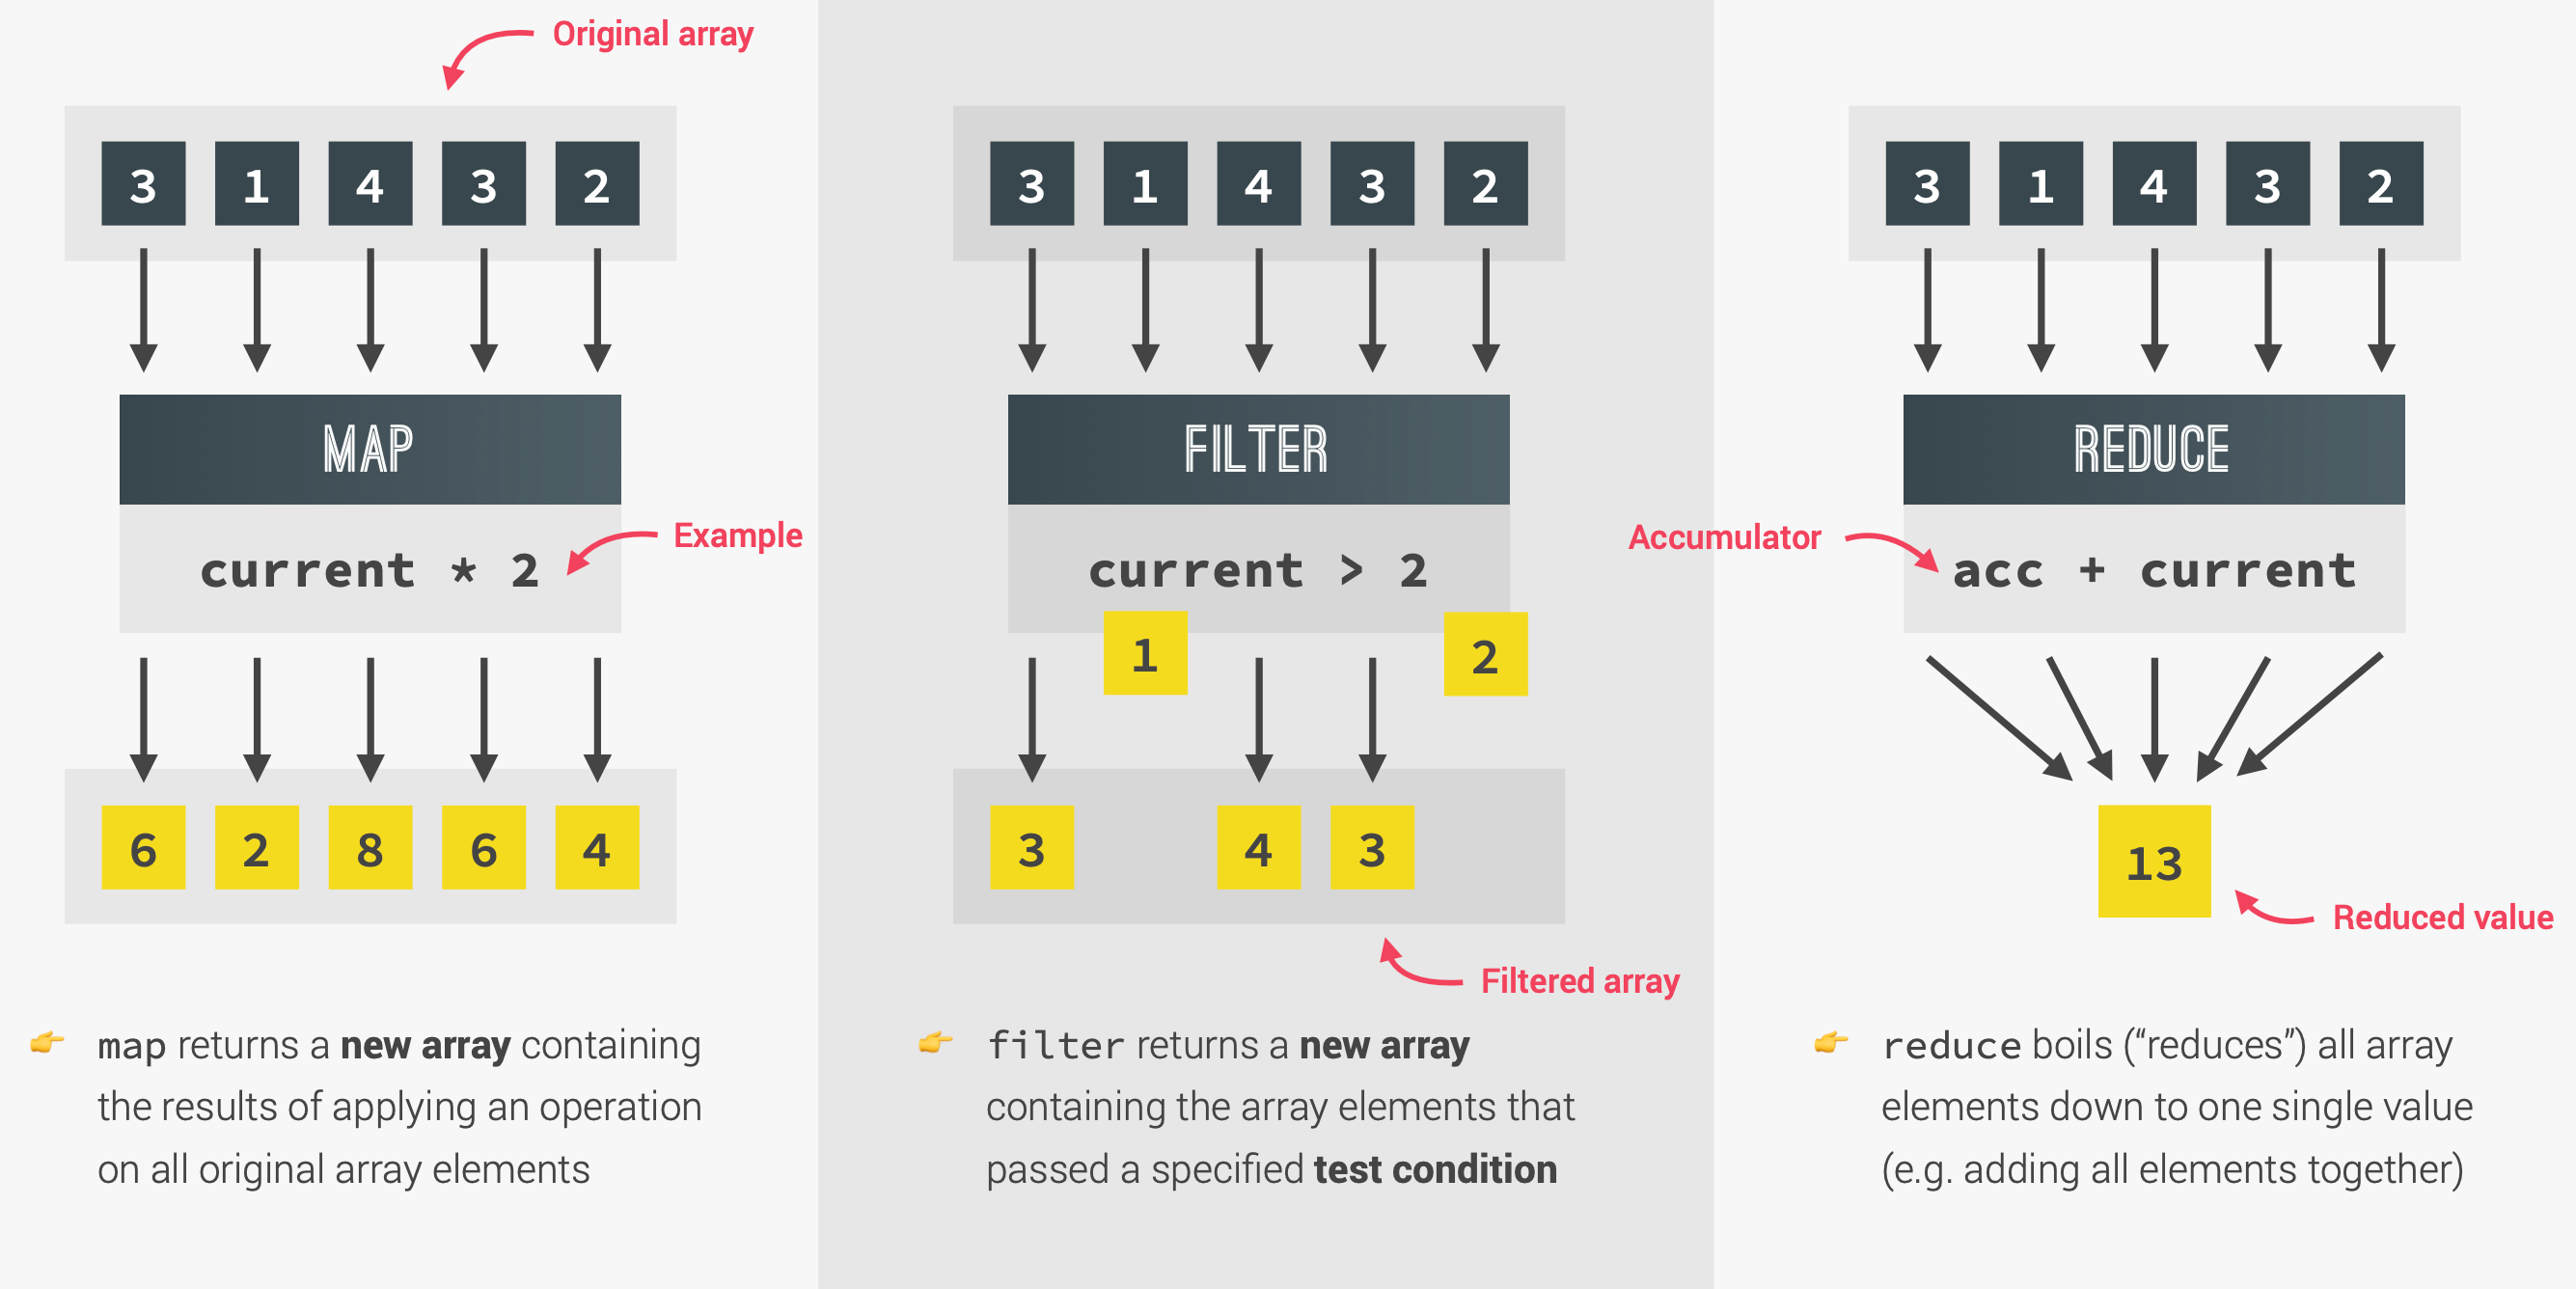 Original array
3 1 4 3 2
MAP
current * 2
Example
6 2 8 6 4
map returns a new array containing
the results of applying an operation
on all original array elements
3 1 4 3 2
FILTER
current > 2
1 2
3 4 3
Filtered array
filter returns a new array
containing the array elements that
passed a specified test condition
3 1 4 3 2
REDUCE
Accumulator
acc + current
13
Reduced value
reduce boils (“reduces”) all array
elements down to one single value
(e.g. adding all elements together)